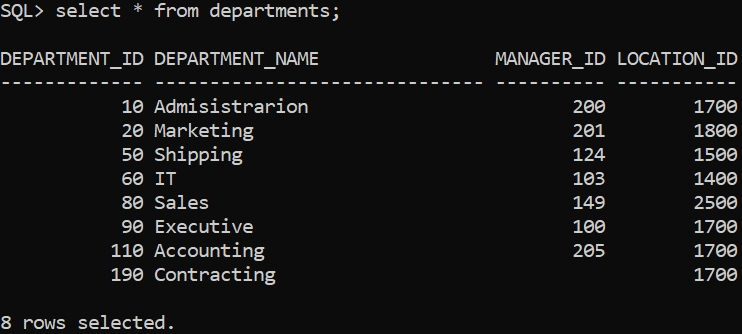 SQL> select * from departments;
DEPARTMENT_ID DEPARTMENT_NAME                MANAGER_ID LOCATION_ID
------------- ------------------------------ ---------- -----------
           10 Admisistrarion                        200        1700
           20 Marketing                             201        1800
           50 Shipping                              124        1500
           60 IT                                    103        1400
           80 Sales                                 149        2500
           90 Executive                             100        1700
          110 Accounting                            205        1700
          190 Contracting                                      1700
8 rows selected.